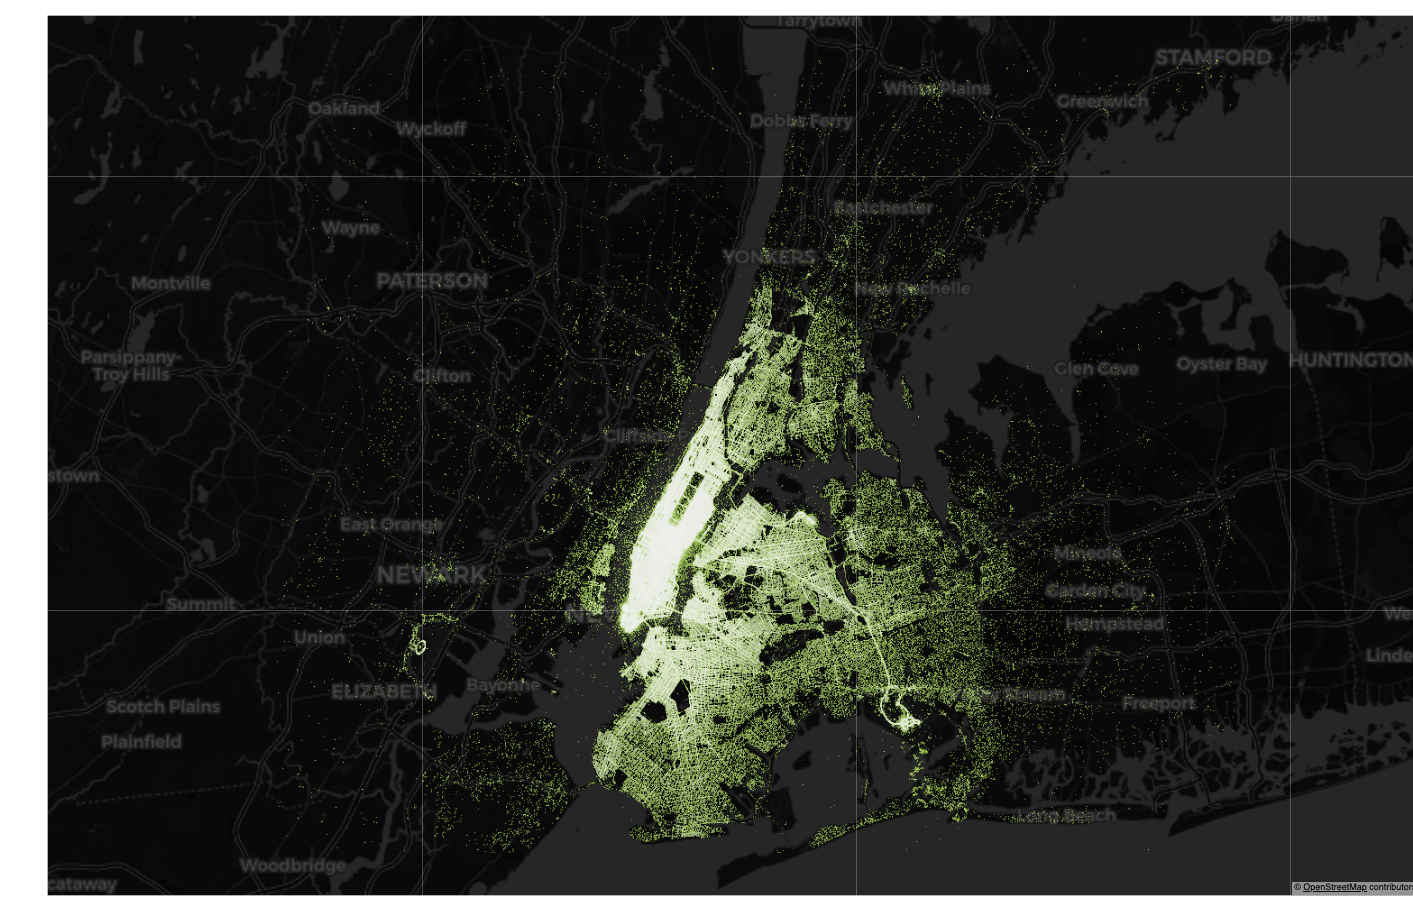 Tarrytown
Darien
STAMFORD
White Plains
Greenwich
Oakland
Wyckoff
Dobbs Ferry
Eastchester
Wayne
YONKERS
PATERSON
Montville
New Rochelle
Parsippany-
Troy Hills
Glen Cove
Oyster Bay
HUNTINGTON
Clifton
Cliffside P
stown
East Orange
NEWARK
Mineola
Garden City
Summit
NE
Hempstead
We
Union
Linde
ELIZABETH
Bayonne
Valley Stream
Freeport
Scotch Plains
Plainfield
Long Beach
Woodbridge
cataway
© OpenStreetMap contributor